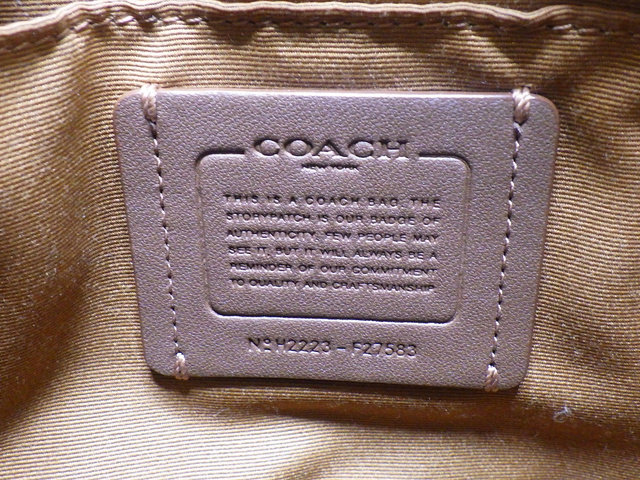 COACH
NEW YORK
THIS IS A COACH BAG. THE
STORYPATCH IS OUR BADGE OF
AUTHENTICITY. FEW PEOPLE MAY
SEE IT, BUT IT WILL ALWAYS BE A
REMINDER OF OUR COMMITMENT
TO QUALITY AND CRAFTSMANSHIP
Nº H2223 - F27583